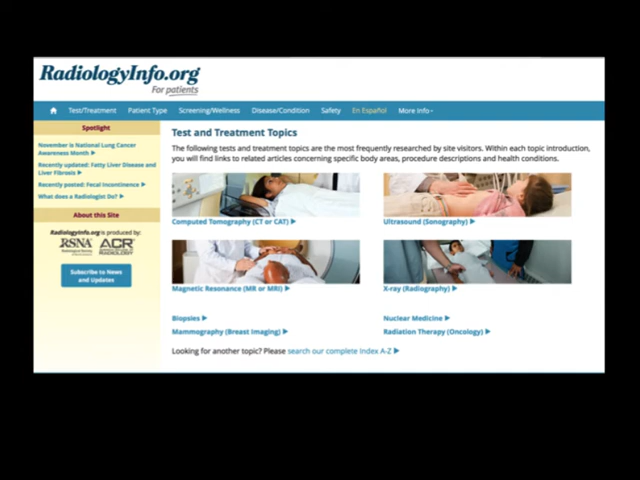 RadiologyInfo.org
For patients
Test/Treatment Patient Type Screening/Wellness Disease/Condition Safety En Español More Info
Spotlight
November is National Lung Cancer
Awareness Month
Recently updated: Fatty Liver Disease and
Liver Fibrosis
Recently posted: Fecal Incontinence
What does a Radiologist Do?
About this Site
RadiologyInfo.org is produced by:
RSNA ACR
RADIOLOGY
Subscribe to News
and Updates
Test and Treatment Topics
The following tests and treatment topics are the most frequently researched by site visitors. Within each topic introduction,
you will find links to related articles concerning specific body areas, procedure descriptions and health conditions.
Computed Tomography (CT or CAT)
Ultrasound (Sonography)
Magnetic Resonance (MR or MRI)
X-ray (Radiography)
Biopsies
Nuclear Medicine
Mammography (Breast Imaging)
Radiation Therapy (Oncology)
Looking for another topic? Please search our complete Index A-Z